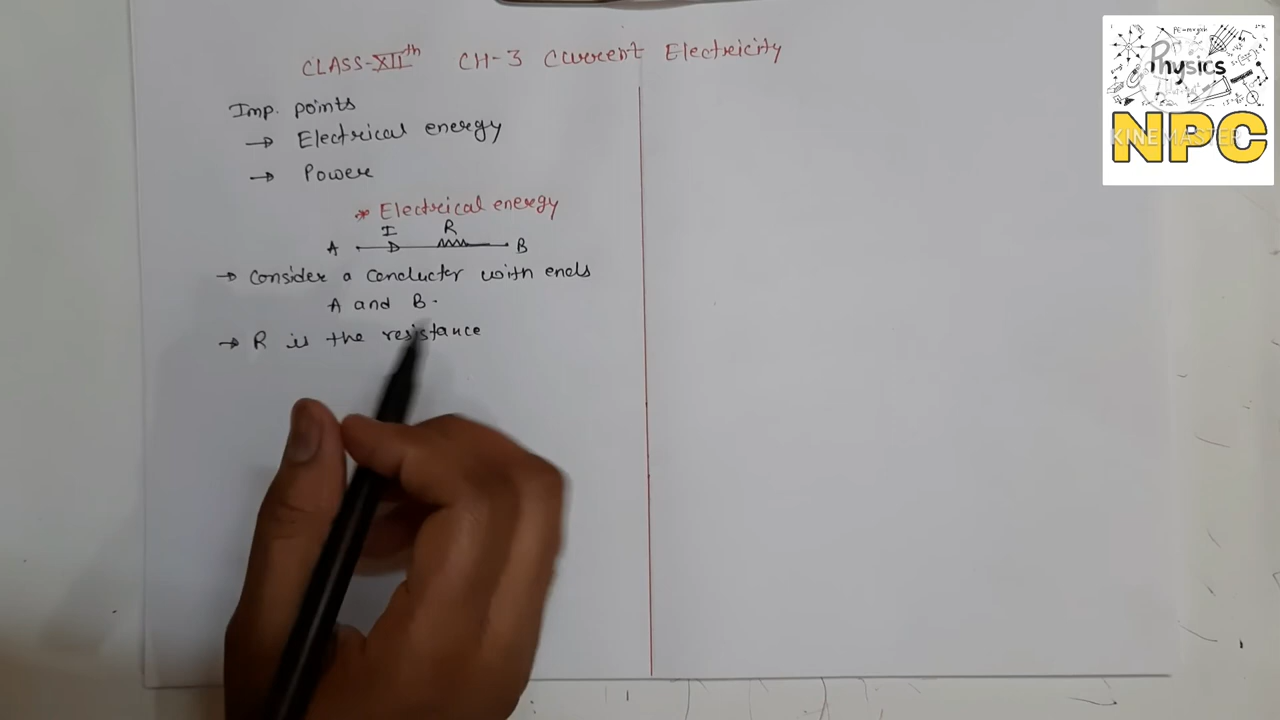 CLASS-XIIth CH-3 Current Electricity
Imp. points
→ Electrical energy
→ Power
* Electrical energy
I R
A B
→ Consider a conductor with ends
A and B.
→ R is the resistance
Physics
NPC
KINEMASTER